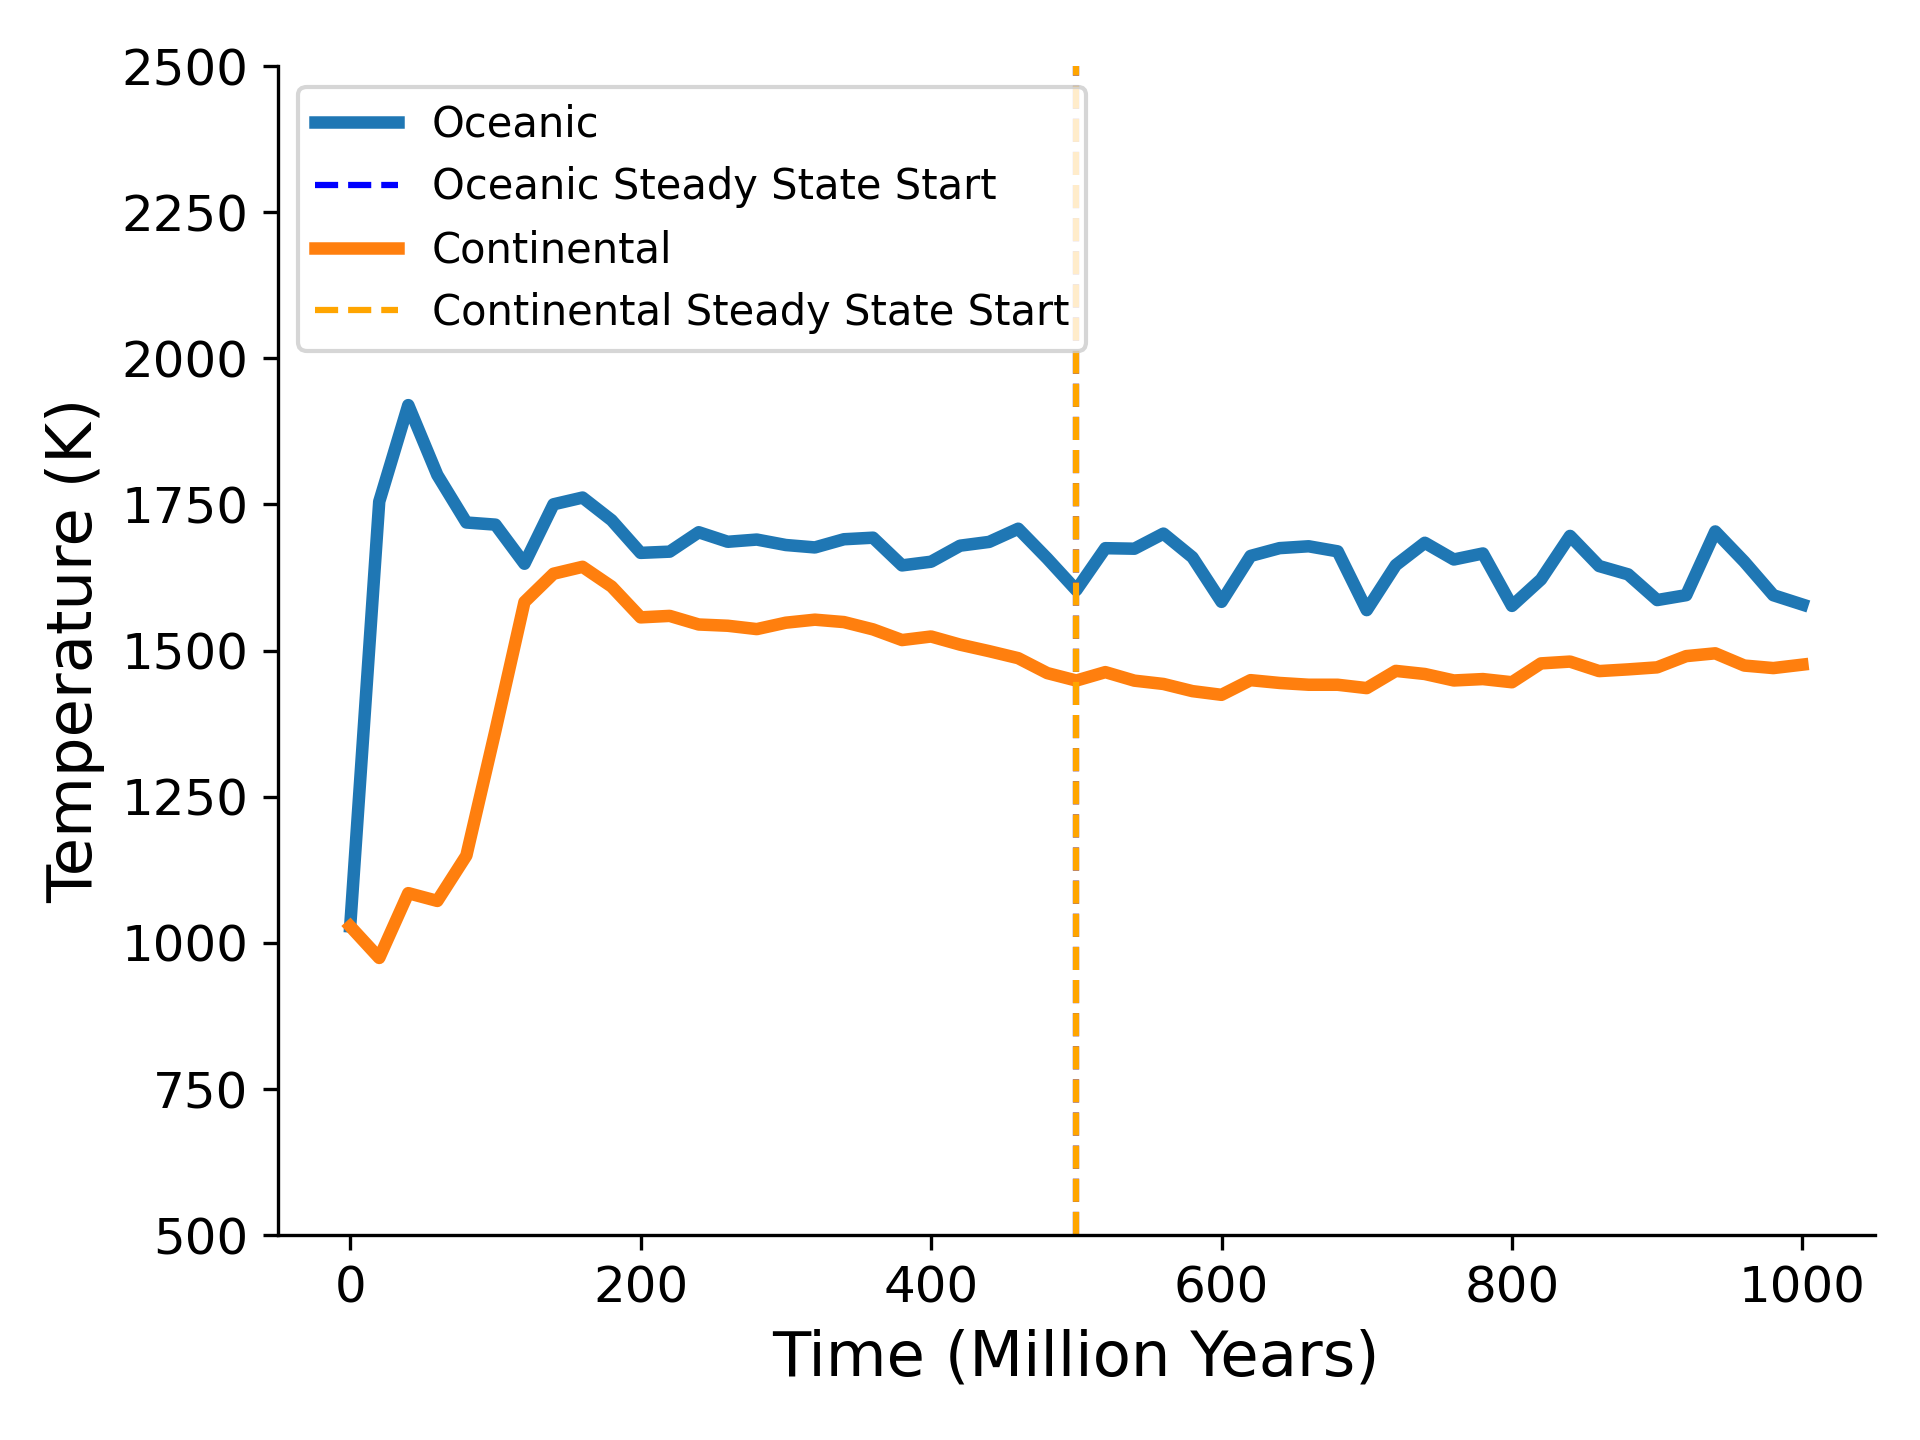 2500
2250
2000
1750
1500
1250
1000
750
500
Temperature (K)
Oceanic
Oceanic Steady State Start
Continental
Continental Steady State Start
0 200 400 600 800 1000
Time (Million Years)